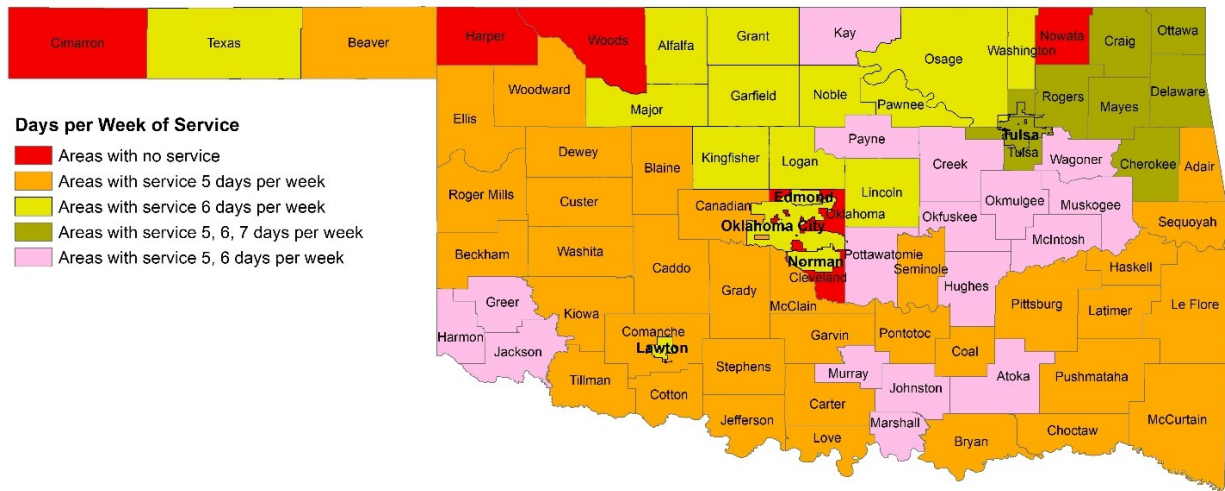 Cimarron
Texas
Beaver
Harper
Woods
Alfalfa
Grant
Kay
Osage
Washington
Nowata
Craig
Ottawa
Woodward
Ellis
Major
Garfield
Noble
Pawnee
Rogers
Mayes
Delaware
Days per Week of Service
Areas with no service
Areas with service 5 days per week
Areas with service 6 days per week
Areas with service 5, 6, 7 days per week
Areas with service 5, 6 days per week
Tulsa
Tulsa
Dewey
Blaine
Kingfisher
Logan
Payne
Creek
Wagoner
Cherokee
Adair
Roger Mills
Custer
Canadian
Edmond
Oklahoma
Oklahoma City
Lincoln
Okfuskee
Okmulgee
Muskogee
McIntosh
Sequoyah
Beckham
Washita
Caddo
Grady
Norman
Cleveland
McClain
Pottawatomie
Seminole
Hughes
Haskell
Pittsburg
Latimer
Le Flore
Greer
Harmon
Jackson
Kiowa
Comanche
Lawton
Tillman
Cotton
Stephens
Garvin
Pontotoc
Coal
Murray
Johnston
Atoka
Pushmataha
McCurtain
Jefferson
Carter
Love
Marshall
Bryan
Choctaw